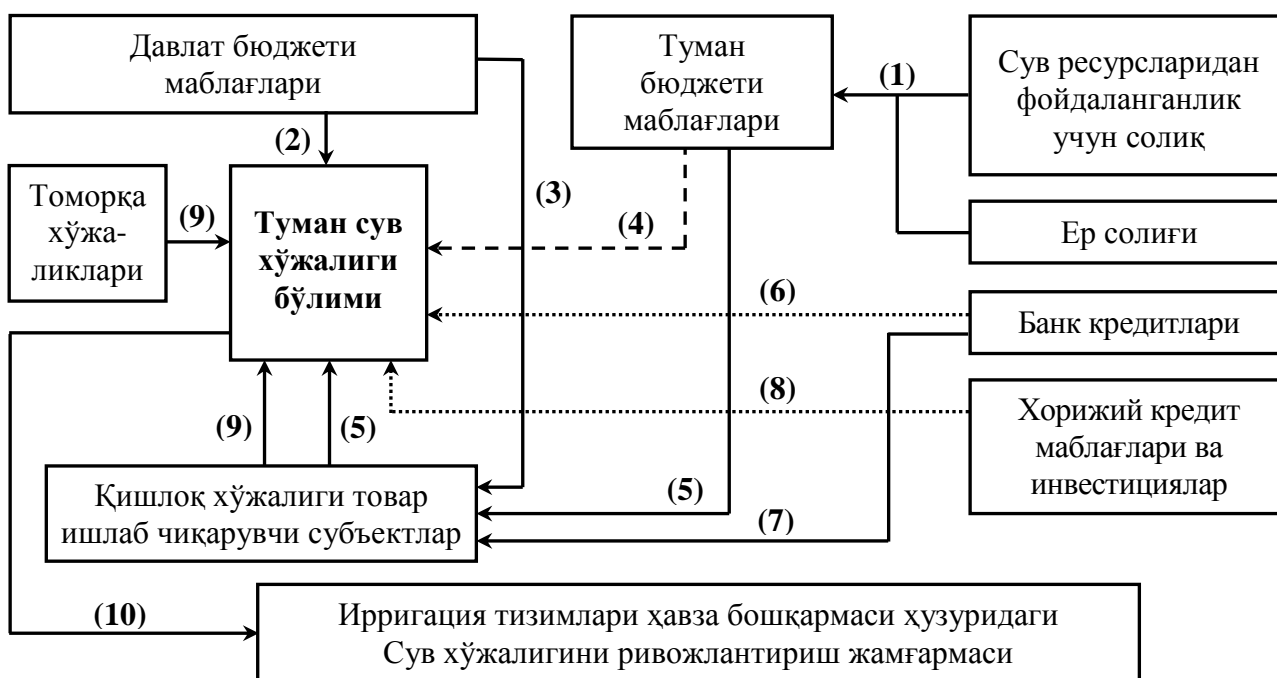 Давлат бюджети
маблағлари
Туман
бюджети
маблағлари
(1)
Сув ресурсларидан
фойдаланганлик
учун солиқ
(2)
Томорқа
хўжа-
ликлари
(9)
Туман сув
хўжалиги
бўлими
(3)
(4)
Ер солиғи
(6)
Банк кредитлари
(8)
Хорижий кредит
маблағлари ва
инвестициялар
(9)
(5)
Қишлоқ хўжалиги товар
ишлаб чиқарувчи субъектлар
(5)
(7)
(10)
Ирригация тизимлари ҳавза бошқармаси ҳузуридаги
Сув хўжалигини ривожлантириш жамғармаси